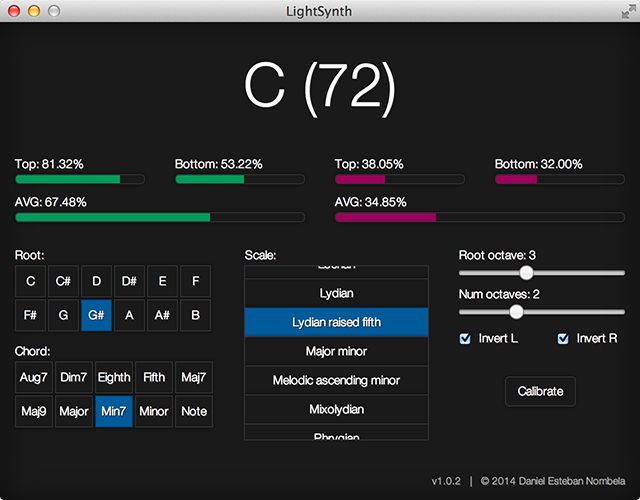 LightSynth
C (72)
Top: 81.32% Bottom: 53.22% Top: 38.05% Bottom: 32.00%
AVG: 67.48% AVG: 34.85%
Root:
C C# D D# E F
F# G G# A A# B
Chord:
Aug7 Dim7 Eighth Fifth Maj7
Maj9 Major Min7 Minor Note
Scale:
Locrian
Lydian
Lydian raised fifth
Major minor
Melodic ascending minor
Mixolydian
Phrygian
Root octave: 3
Num octaves: 2
Invert L Invert R
Calibrate
v1.0.2 | © 2014 Daniel Esteban Nombela